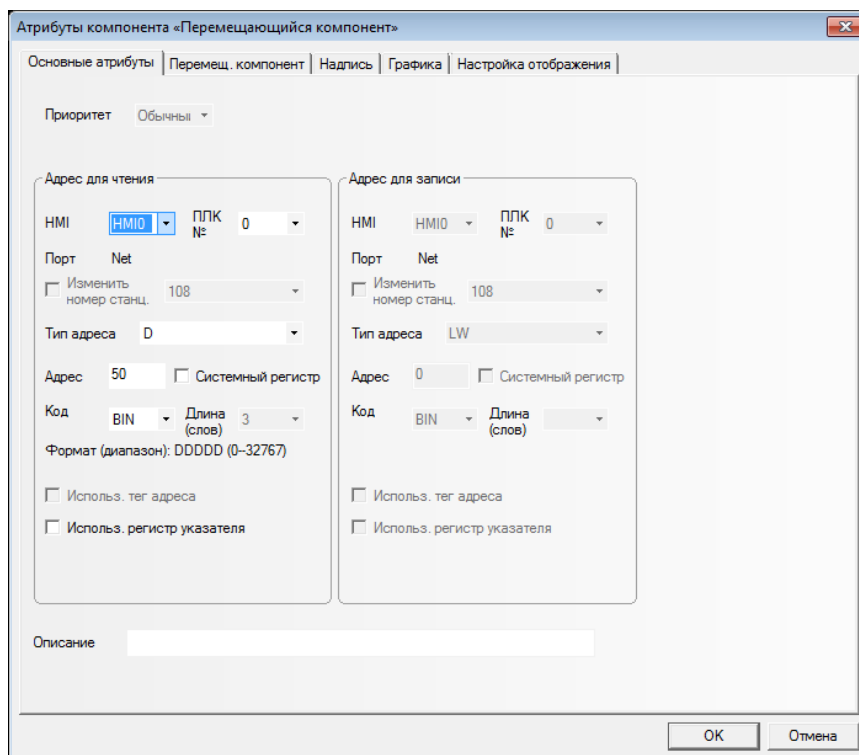 Атрибуты компонента «Перемещающийся компонент»
Основные атрибуты Перемещ. компонент Надпись Графика Настройка отображения
Приоритет Обычны
Адрес для чтения
HMI HMI0 ПЛК № 0
Порт Net
Изменить номер станц. 108
Тип адреса D
Адрес 50 Системный регистр
Код BIN Длина (слов) 3
Формат (диапазон): DDDDD (0--32767)
Использ. тег адреса
Использ. регистр указателя
Адрес для записи
HMI HMI0 ПЛК № 0
Порт Net
Изменить номер станц. 108
Тип адреса LW
Адрес 0 Системный регистр
Код BIN Длина (слов)
Использ. тег адреса
Использ. регистр указателя
Описание
OK Отмена